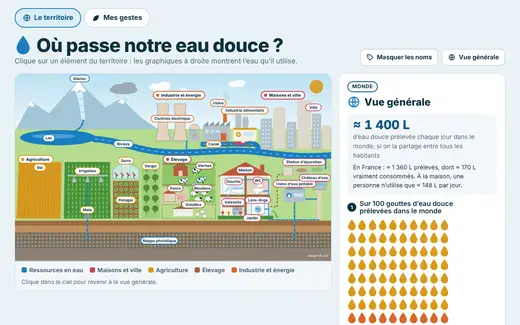 Le territoire
Mes gestes
Où passe notre eau douce ?
Clique sur un élément du territoire : les graphiques à droite montrent l'eau qu'il utilise.
Masquer les noms
Vue générale
Glacier
Industrie et énergie
Maisons et ville
Usine
Industrie alimentaire
Ville
Centrale électrique
Lac
Rivière
Canal
Station d'épuration
Agriculture
Blé
Irrigation
Serre
Verger
Élevage
Vaches
Maison
Château d'eau
Douche
WC
Usine d'eau potable
Porcs
Moutons
Maïs
Potager
Volailles
Vaisselle
Lave-linge
Jardin
Nappe phréatique
Ressources en eau
Maisons et ville
Agriculture
Élevage
Industrie et énergie
Clique dans le ciel pour revenir à la vue générale.
MONDE
Vue générale
≈ 1 400 L
d'eau douce prélevée chaque jour dans le
monde, si on la partage entre tous les
habitants
En France : ≈ 1 360 L prélevés, dont ≈ 170 L
vraiment consommés. À la maison, une
personne n'utilise que ≈ 148 L par jour.
1
Sur 100 gouttes d'eau douce
prélevées dans le monde